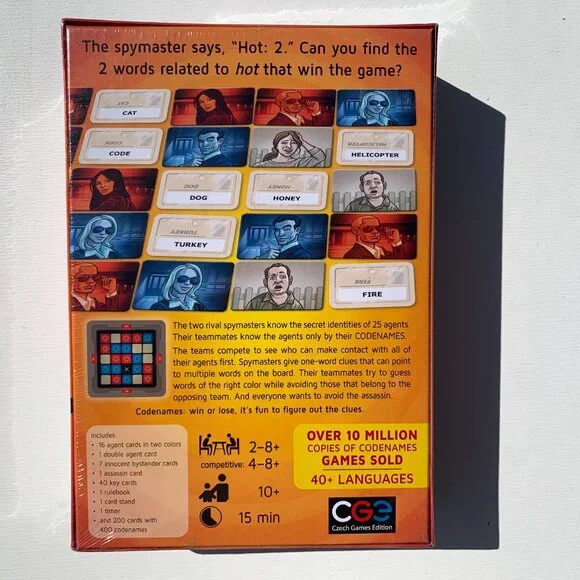 The spymaster says, “Hot: 2.” Can you find the
2 words related to hot that win the game?
CAT
CAT
CODE
CODE
HELICOPTER
HELICOPTER
DOG
DOG
HONEY
HONEY
TURKEY
TURKEY
FIRE
FIRE
The two rival spymasters know the secret identities of 25 agents.
Their teammates know the agents only by their CODENAMES.
The teams compete to see who can make contact with all of
their agents first. Spymasters give one-word clues that can point
to multiple words on the board. Their teammates try to guess
words of the right color while avoiding those that belong to the
opposing team. And everyone wants to avoid the assassin.
Codenames: win or lose, it’s fun to figure out the clues.
Includes:
• 16 agent cards in two colors
• 1 double agent card
• 7 innocent bystander cards
• 1 assassin card
• 40 key cards
• 1 rulebook
• 1 card stand
• 1 timer
• and 200 cards with
400 codenames
2–8+
competitive: 4–8+
10+
15 min
OVER 10 MILLION
COPIES OF CODENAMES
GAMES SOLD
40+ LANGUAGES
CGE
Czech Games Edition